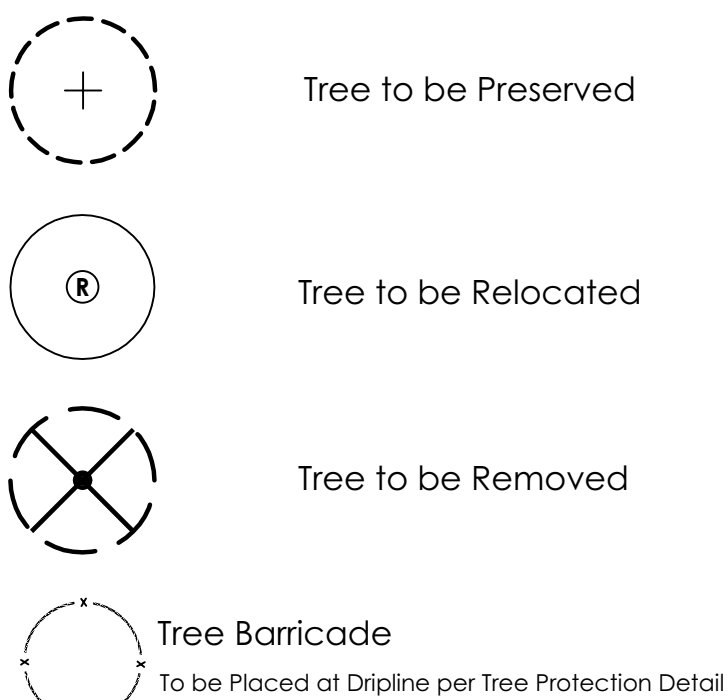 Tree to be Preserved
R
Tree to be Relocated
Tree to be Removed
x
Tree Barricade
x x
To be Placed at Dripline per Tree Protection Detail